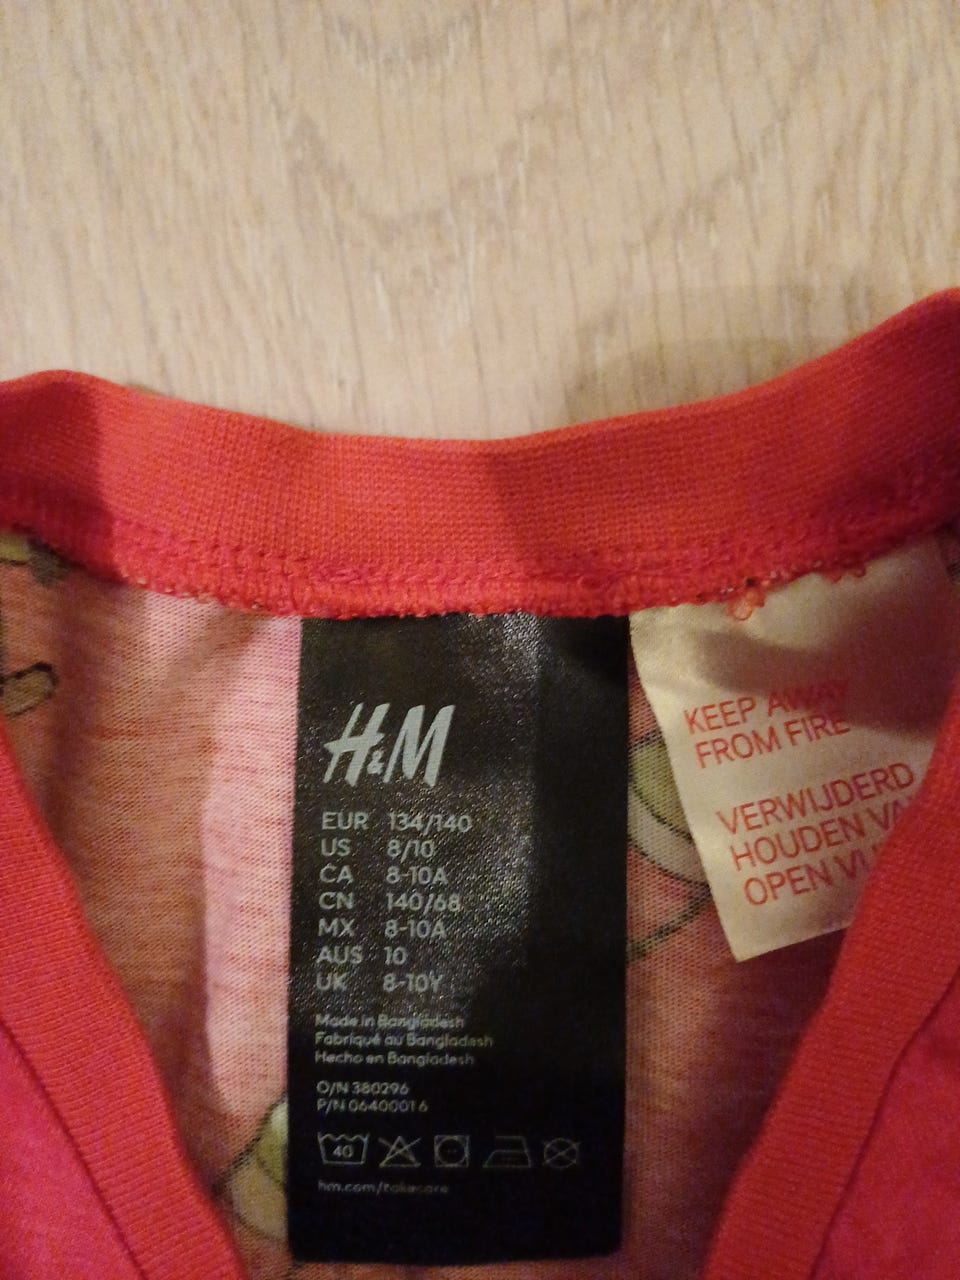 H&M
EUR 134/140
US 8/10
CA 8-10A
CN 140/68
MX 8-10A
AUS 10
UK 8-10Y
Made in Bangladesh
Fabriqué au Bangladesh
Hecho en Bangladesh
O/N 380296
P/N 06400016
40
hm.com/takecare
KEEP AWAY
FROM FIRE
VERWIJDERD
HOUDEN
OPEN